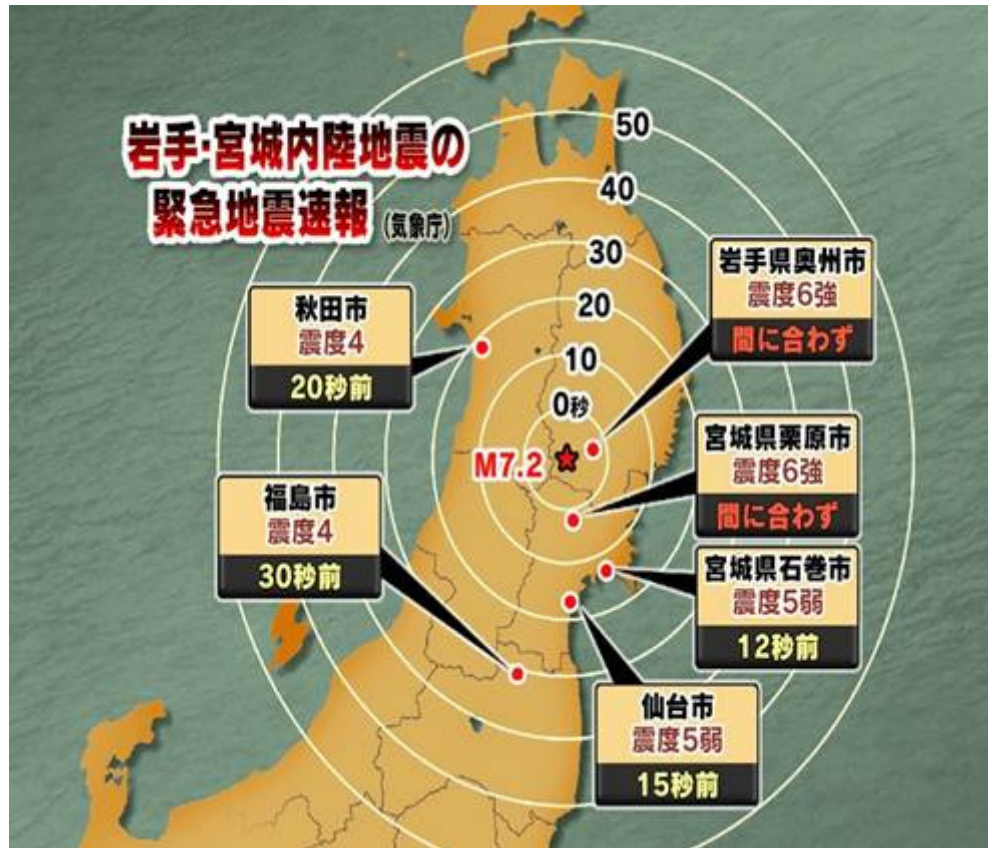 岩手・宮城内陸地震の
緊急地震速報(気象庁)
50
40
30
20
10
0秒
M7.2
岩手県奥州市
震度6強
間に合わず
秋田市
震度4
20秒前
宮城県栗原市
震度6強
間に合わず
福島市
震度4
30秒前
宮城県石巻市
震度5弱
12秒前
仙台市
震度5弱
15秒前